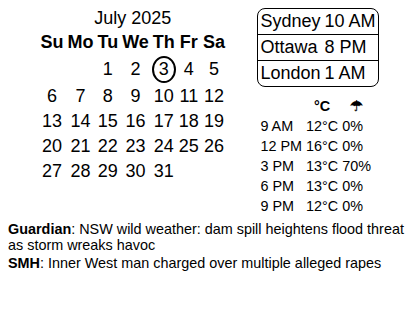 July 2025
Su Mo Tu We Th Fr Sa
1 2 3 4 5
6 7 8 9 10 11 12
13 14 15 16 17 18 19
20 21 22 23 24 25 26
27 28 29 30 31
Sydney 10 AM
Ottawa 8 PM
London 1 AM
°C ☂
9 AM 12°C 0%
12 PM 16°C 0%
3 PM 13°C 70%
6 PM 13°C 0%
9 PM 12°C 0%
Guardian: NSW wild weather: dam spill heightens flood threat
as storm wreaks havoc
SMH: Inner West man charged over multiple alleged rapes